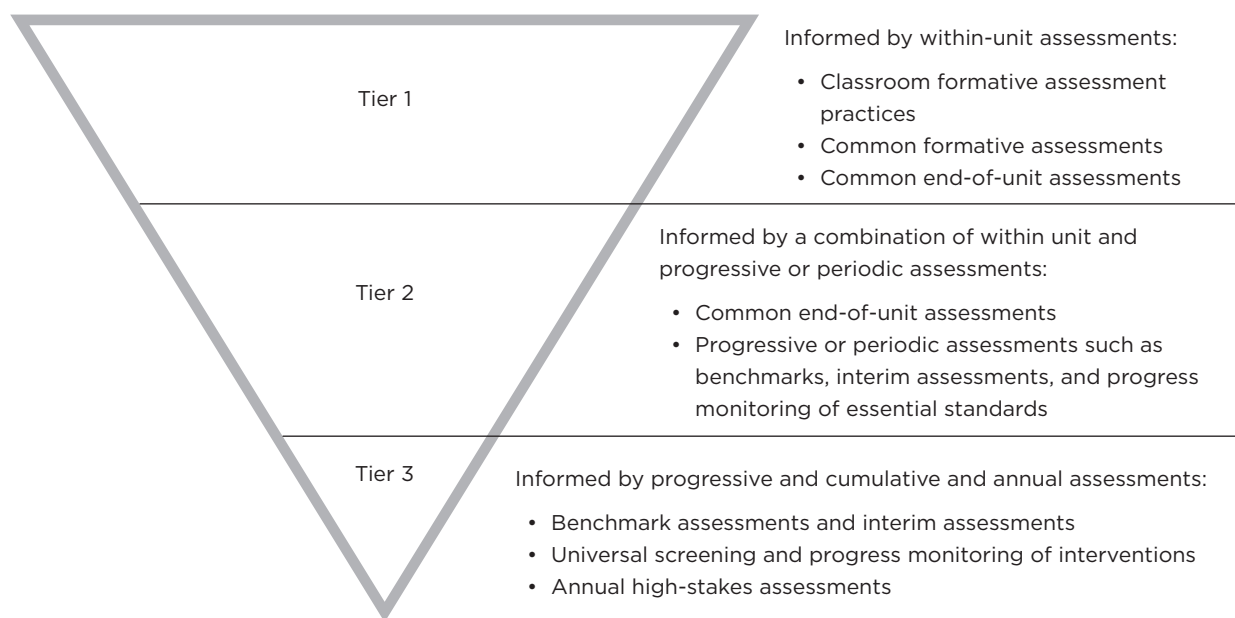 Tier 1
Informed by within-unit assessments:
• Classroom formative assessment
practices
• Common formative assessments
• Common end-of-unit assessments
Tier 2
Informed by a combination of within unit and
progressive or periodic assessments:
• Common end-of-unit assessments
• Progressive or periodic assessments such as
benchmarks, interim assessments, and progress
monitoring of essential standards
Tier 3
Informed by progressive and cumulative and annual assessments:
• Benchmark assessments and interim assessments
• Universal screening and progress monitoring of interventions
• Annual high-stakes assessments